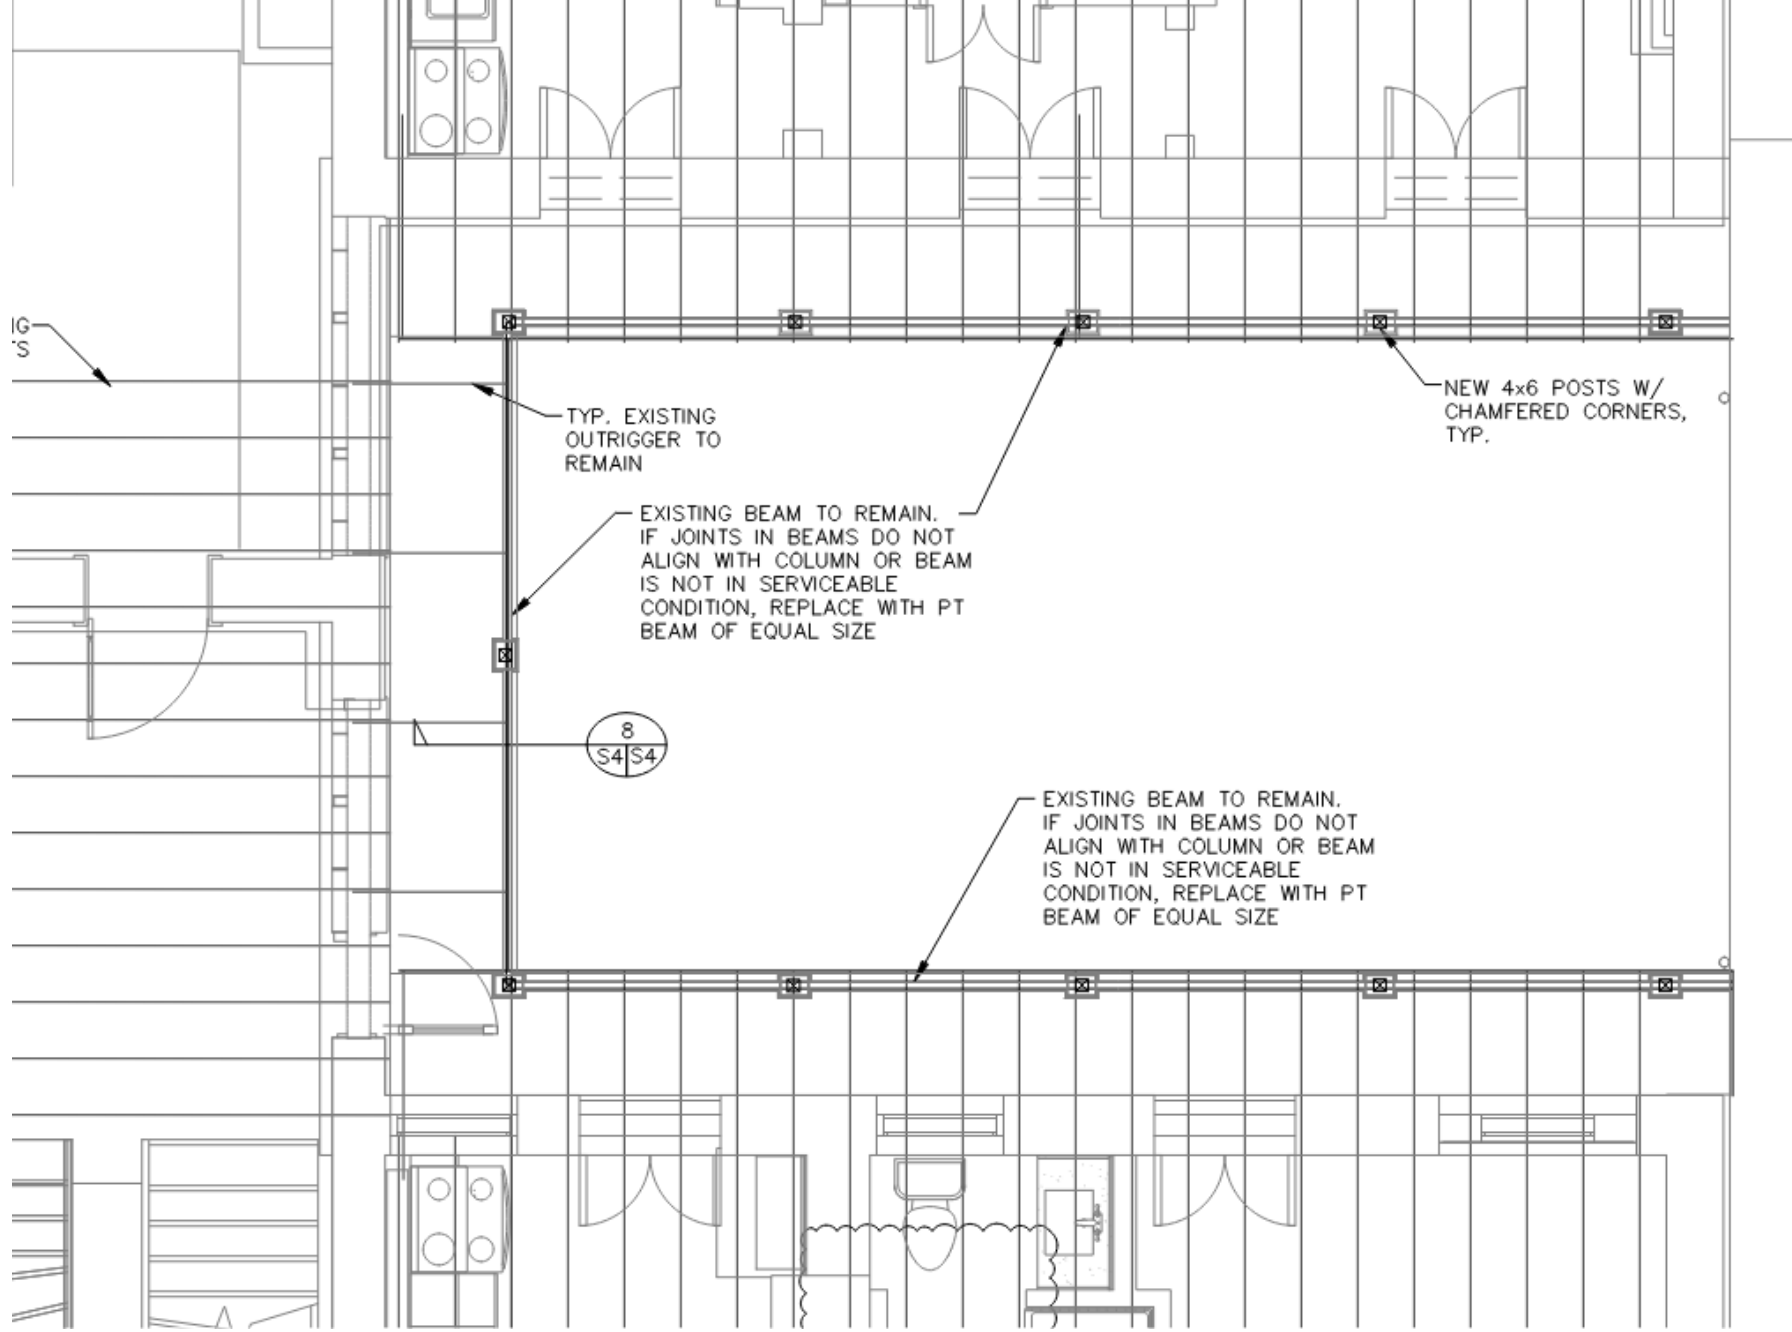 IG
TS
TYP. EXISTING
OUTRIGGER TO
REMAIN
NEW 4x6 POSTS W/
CHAMFERED CORNERS,
TYP.
EXISTING BEAM TO REMAIN.
IF JOINTS IN BEAMS DO NOT
ALIGN WITH COLUMN OR BEAM
IS NOT IN SERVICEABLE
CONDITION, REPLACE WITH PT
BEAM OF EQUAL SIZE
8
S4 S4
EXISTING BEAM TO REMAIN.
IF JOINTS IN BEAMS DO NOT
ALIGN WITH COLUMN OR BEAM
IS NOT IN SERVICEABLE
CONDITION, REPLACE WITH PT
BEAM OF EQUAL SIZE